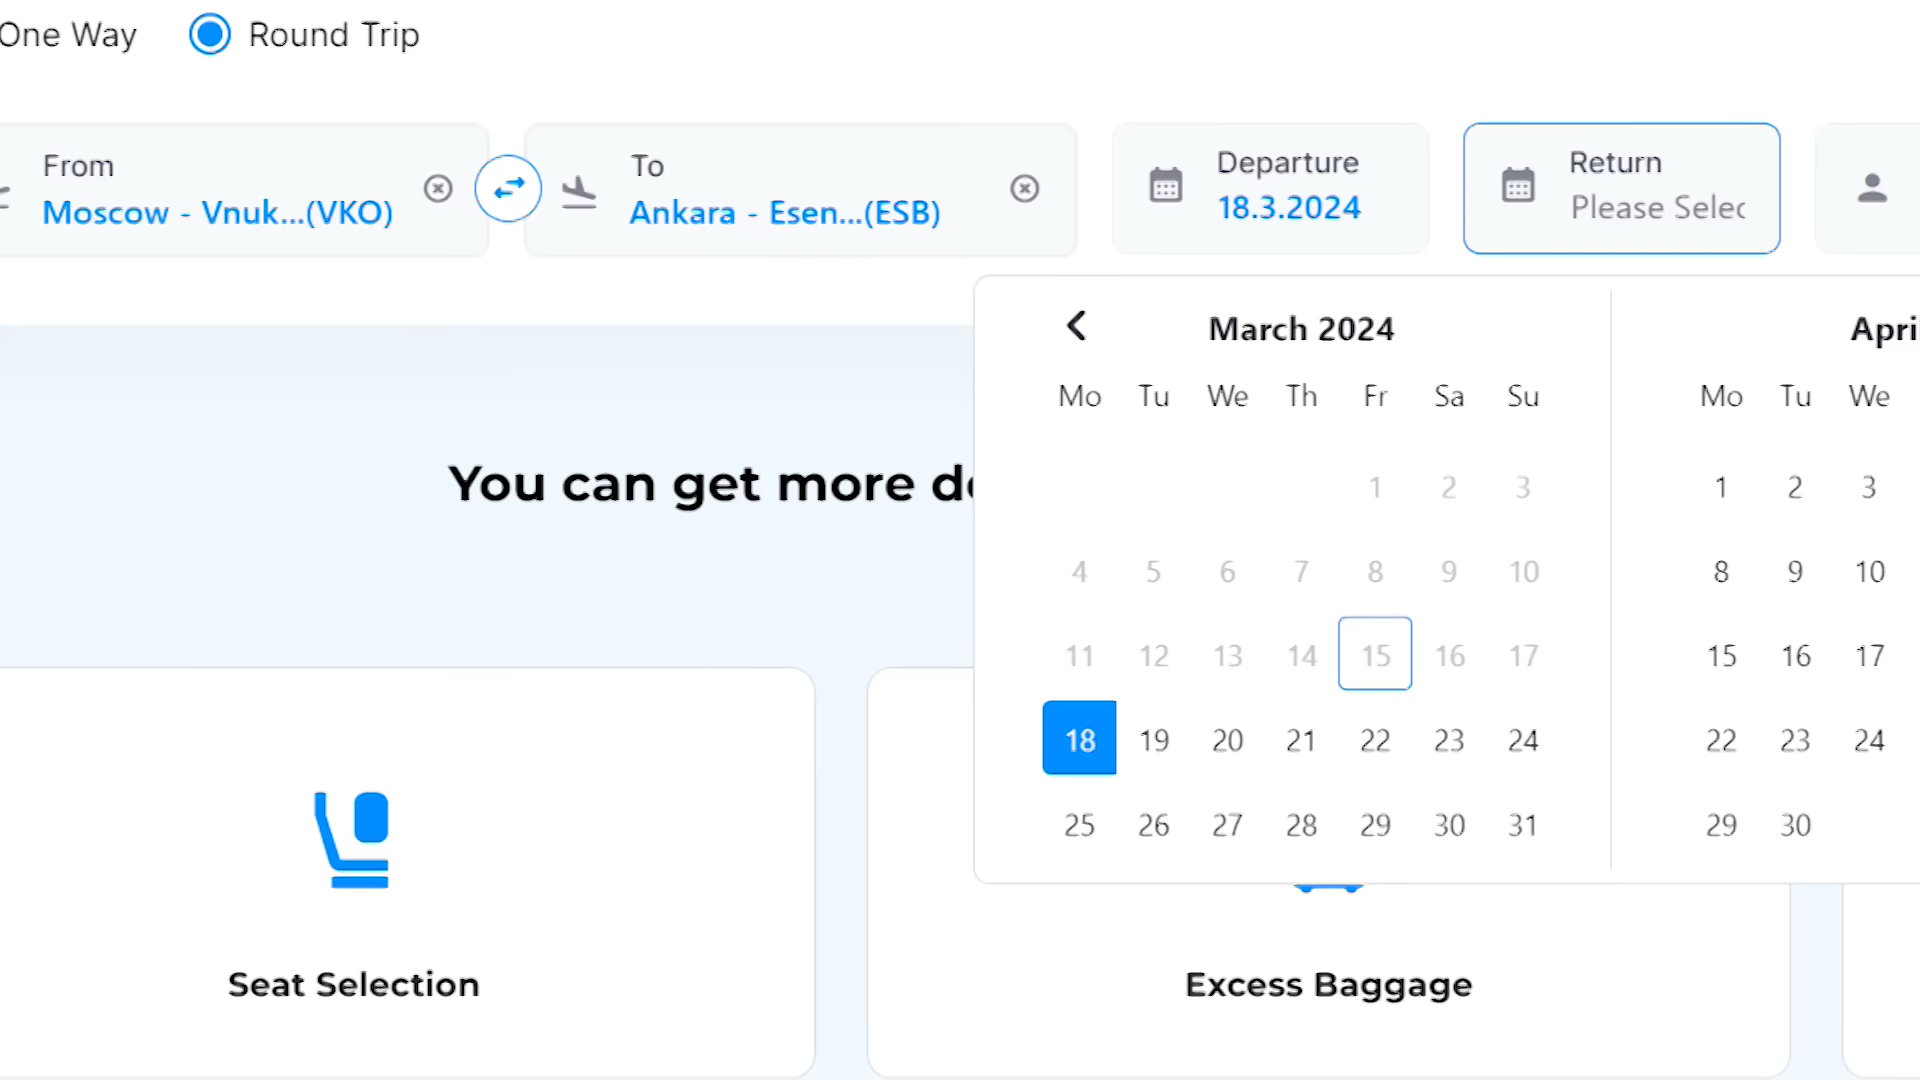 One Way Round Trip
From
Moscow - Vnuk...(VKO)
To
Ankara - Esen...(ESB)
Departure
18.3.2024
Return
Please Selec
March 2024
Mo Tu We Th Fr Sa Su
1 2 3
4 5 6 7 8 9 10
11 12 13 14 15 16 17
18 19 20 21 22 23 24
25 26 27 28 29 30 31
Apri
Mo Tu We
1 2 3
8 9 10
15 16 17
22 23 24
29 30
You can get more d
Seat Selection
Excess Baggage